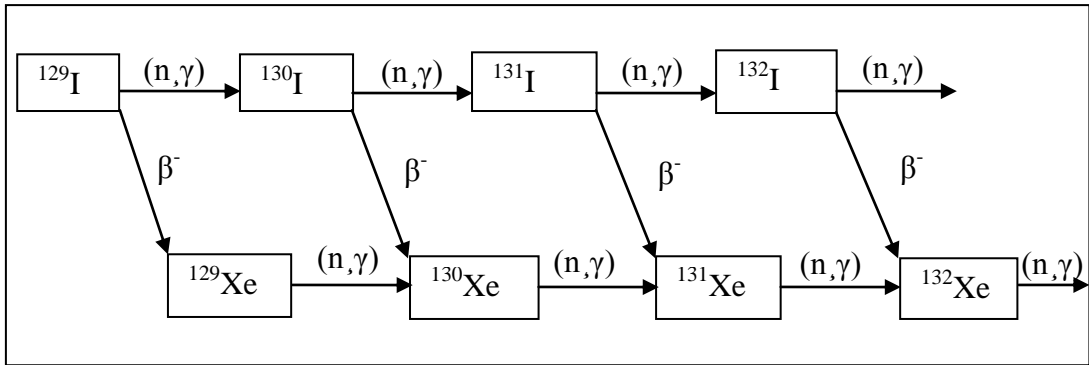 ¹²⁹I (n,γ) ¹³⁰I (n,γ) ¹³¹I (n,γ) ¹³²I (n,γ)
β⁻ β⁻ β⁻ β⁻
¹²⁹Xe (n,γ) ¹³⁰Xe (n,γ) ¹³¹Xe (n,γ) ¹³²Xe (n,γ)